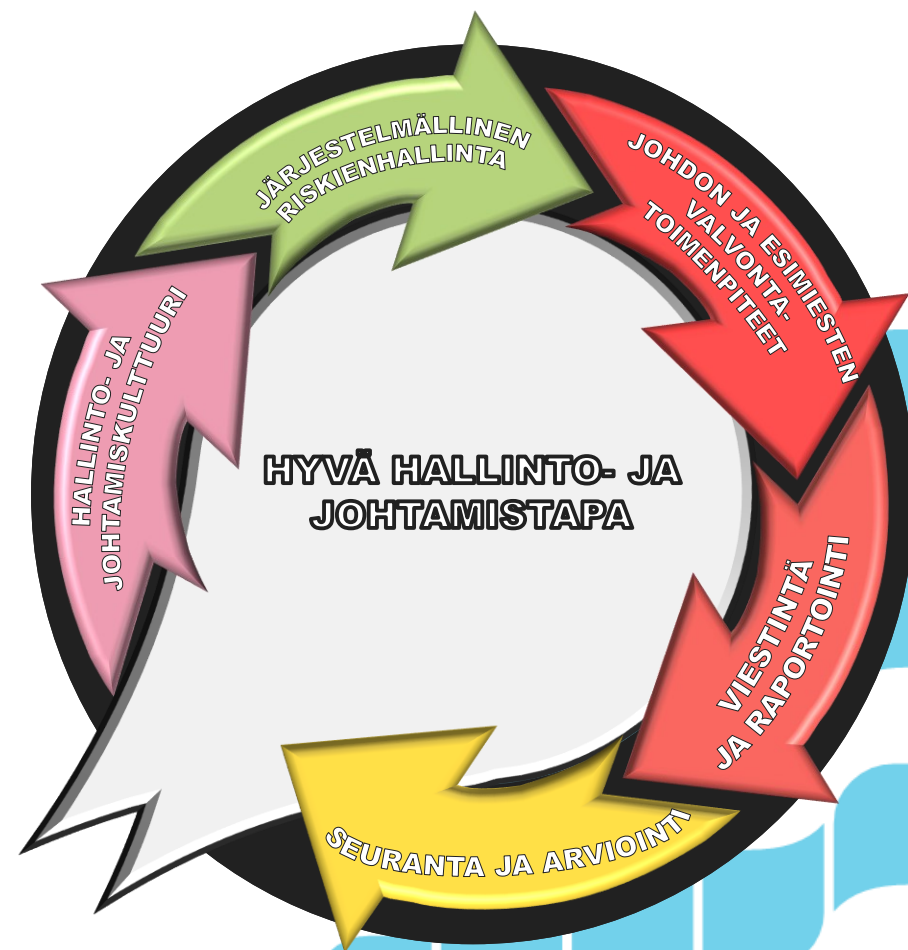 JÄRJESTELMÄLLINEN
RISKIENHALLINTA
JOHDON JA ESIMIESTEN
VALVONTA-
TOIMENPITEET
HALLINTO- JA
JOHTAMISKULTTUURI
HYVÄ HALLINTO- JA
JOHTAMISTAPA
VIESTINTÄ
JA RAPORTOINTI
SEURANTA JA ARVIOINTI